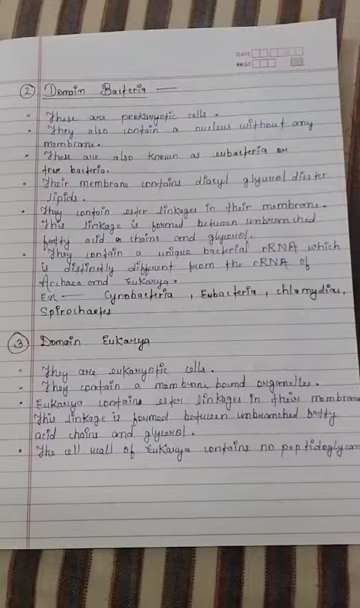 DATE
PAGE
② Domain Bacteria —
• These are prokaryotic cells.
• They also contain a nucleus without any
membrane.
• These are also known as eubacteria or
true bacteria.
• Their membrane contains diacyl glycerol diester
lipids.
• They contain ester linkages in their membrane.
This linkage is formed between unbranched
fatty acid chains and glycerol.
• They contain a unique bacterial rRNA which
is distinctly different from the rRNA of
Archaea and Eukarya.
Ex — Cynobacteria, Eubacteria, chlamydias,
Spirochaetes
③ Domain Eukarya
• They are eukaryotic cells.
• They contain a membrane bound organelles.
• Eukarya contains ester linkages in their membrane
This linkage is formed between unbranched fatty
acid chains and glycerol.
• The cell wall of Eukarya contains no peptidoglycan